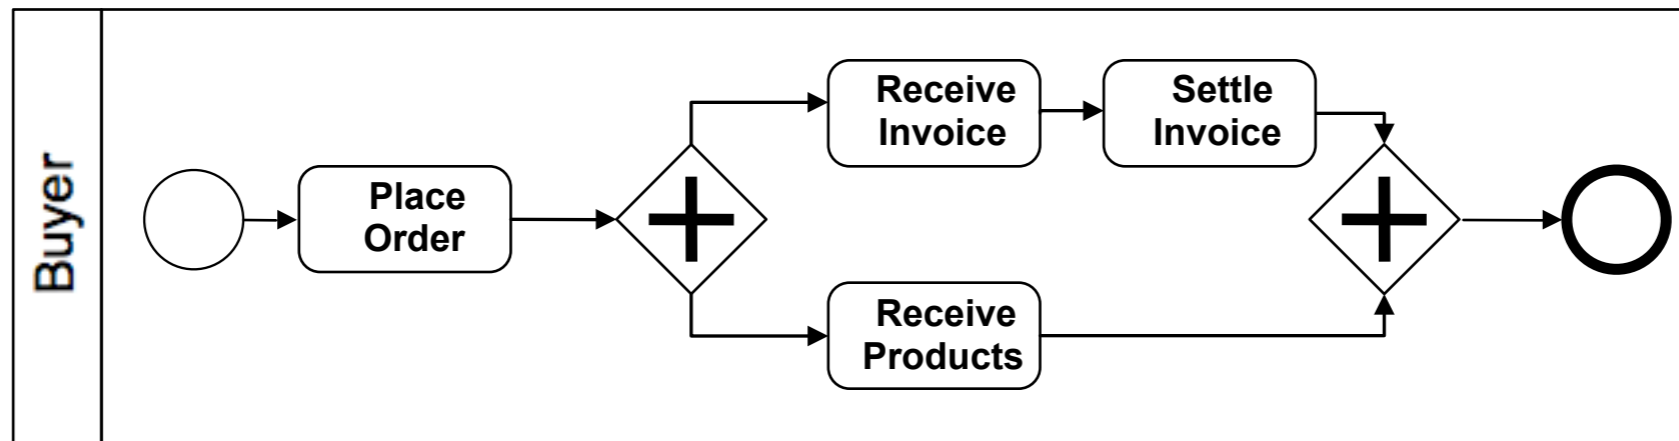 Buyer
Place
Order
Receive
Invoice
Settle
Invoice
Receive
Products